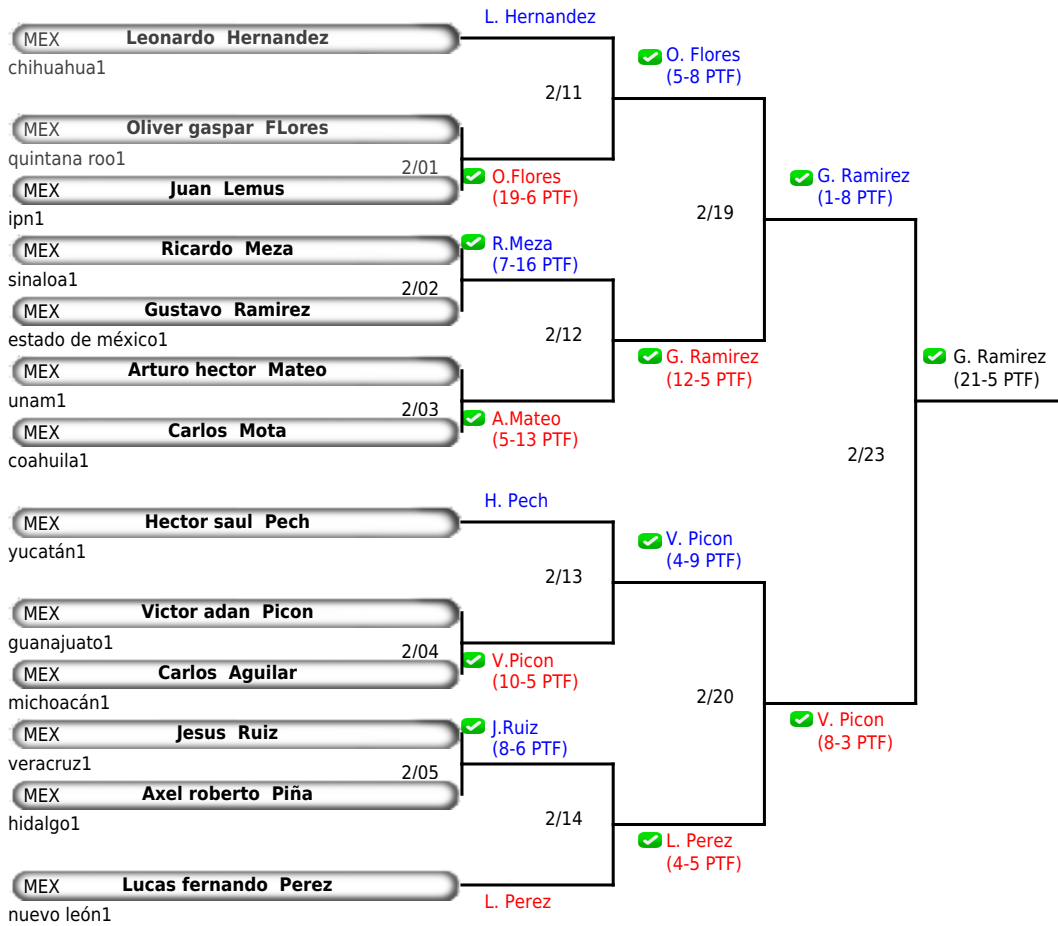 L. Hernandez
MEX Leonardo Hernandez
chihuahua1
2/11
O. Flores
(5-8 PTF)
MEX Oliver gaspar FLores
quintana roo1
2/01
O.Flores
(19-6 PTF)
MEX Juan Lemus
ipn1
G. Ramirez
(1-8 PTF)
2/19
MEX Ricardo Meza
sinaloa1
R.Meza
(7-16 PTF)
2/02
MEX Gustavo Ramirez
estado de méxico1
2/12
G. Ramirez
(12-5 PTF)
G. Ramirez
(21-5 PTF)
MEX Arturo hector Mateo
unam1
2/03
A.Mateo
(5-13 PTF)
MEX Carlos Mota
coahuila1
2/23
H. Pech
MEX Hector saul Pech
yucatán1
V. Picon
(4-9 PTF)
2/13
MEX Victor adan Picon
guanajuato1
2/04
V.Picon
(10-5 PTF)
MEX Carlos Aguilar
michoacán1
2/20
V. Picon
(8-3 PTF)
MEX Jesus Ruiz
veracruz1
J.Ruiz
(8-6 PTF)
2/05
MEX Axel roberto Piña
hidalgo1
2/14
L. Perez
(4-5 PTF)
MEX Lucas fernando Perez
nuevo león1
L. Perez